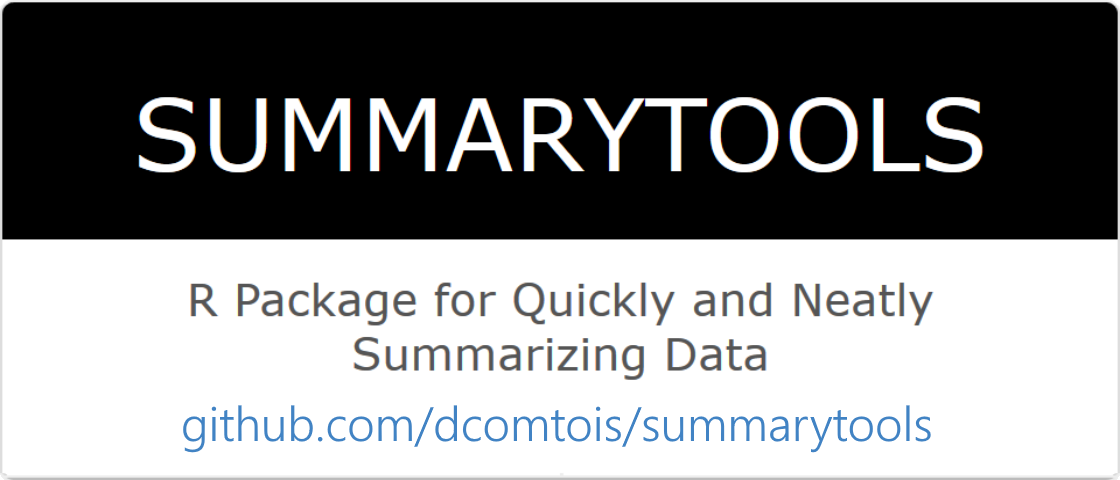 SUMMARYTOOLS
R Package for Quickly and Neatly
Summarizing Data
github.com/dcomtois/summarytools